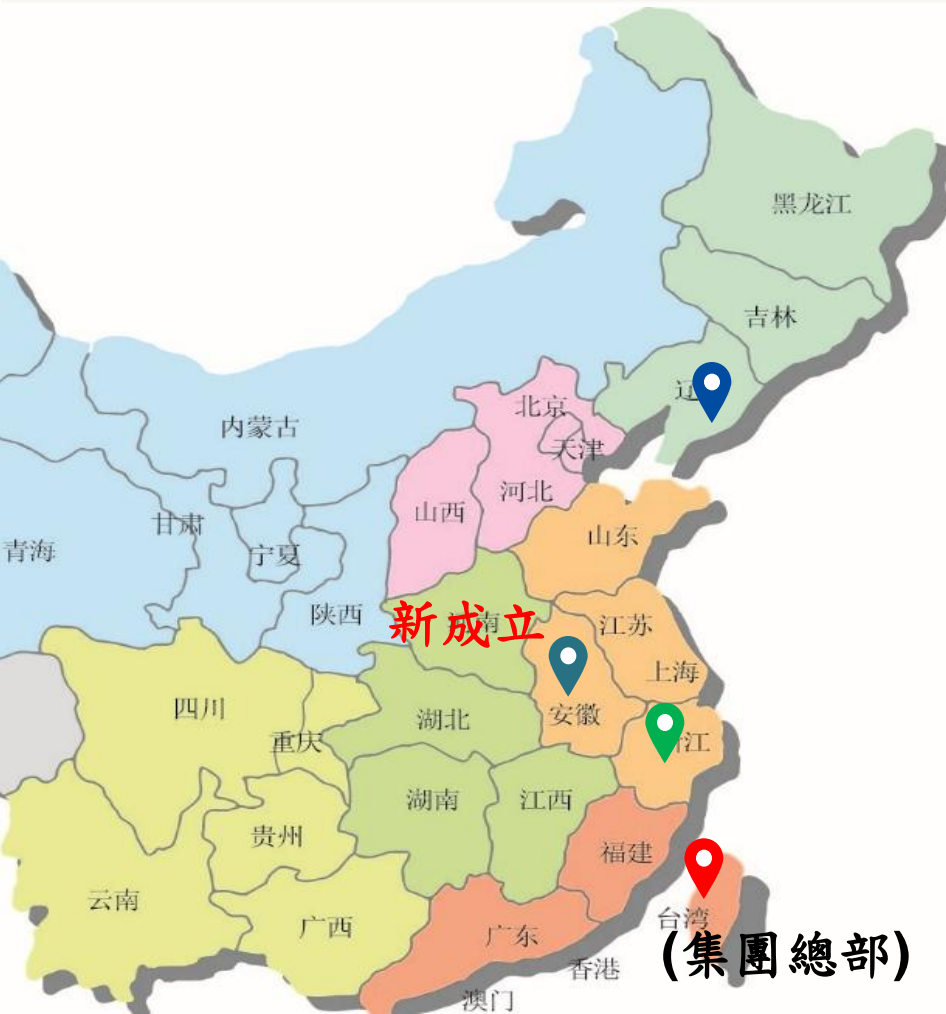 黑龙江
吉林
辽
北京
内蒙古
天津
河北
山西
甘肃
山东
青海
宁夏
陕西
新成立
南
江苏
上海
四川
安徽
湖北
重庆
江
湖南
江西
贵州
福建
云南
台湾
广西
广东
(集團總部)
香港
澳门